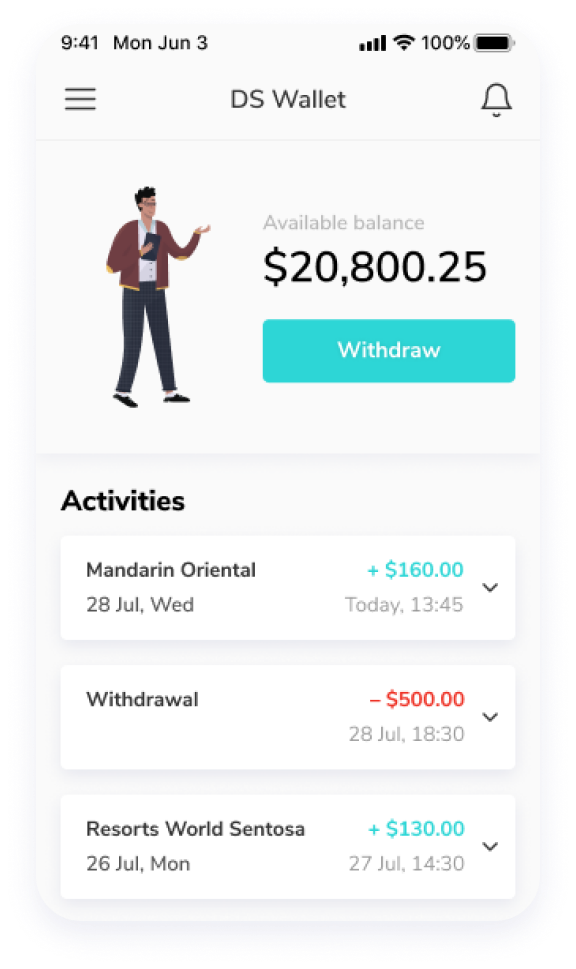 9:41 Mon Jun 3 100%
DS Wallet
Available balance
$20,800.25
Withdraw
Activities
Mandarin Oriental + $160.00
28 Jul, Wed Today, 13:45
Withdrawal – $500.00
28 Jul, 18:30
Resorts World Sentosa + $130.00
26 Jul, Mon 27 Jul, 14:30